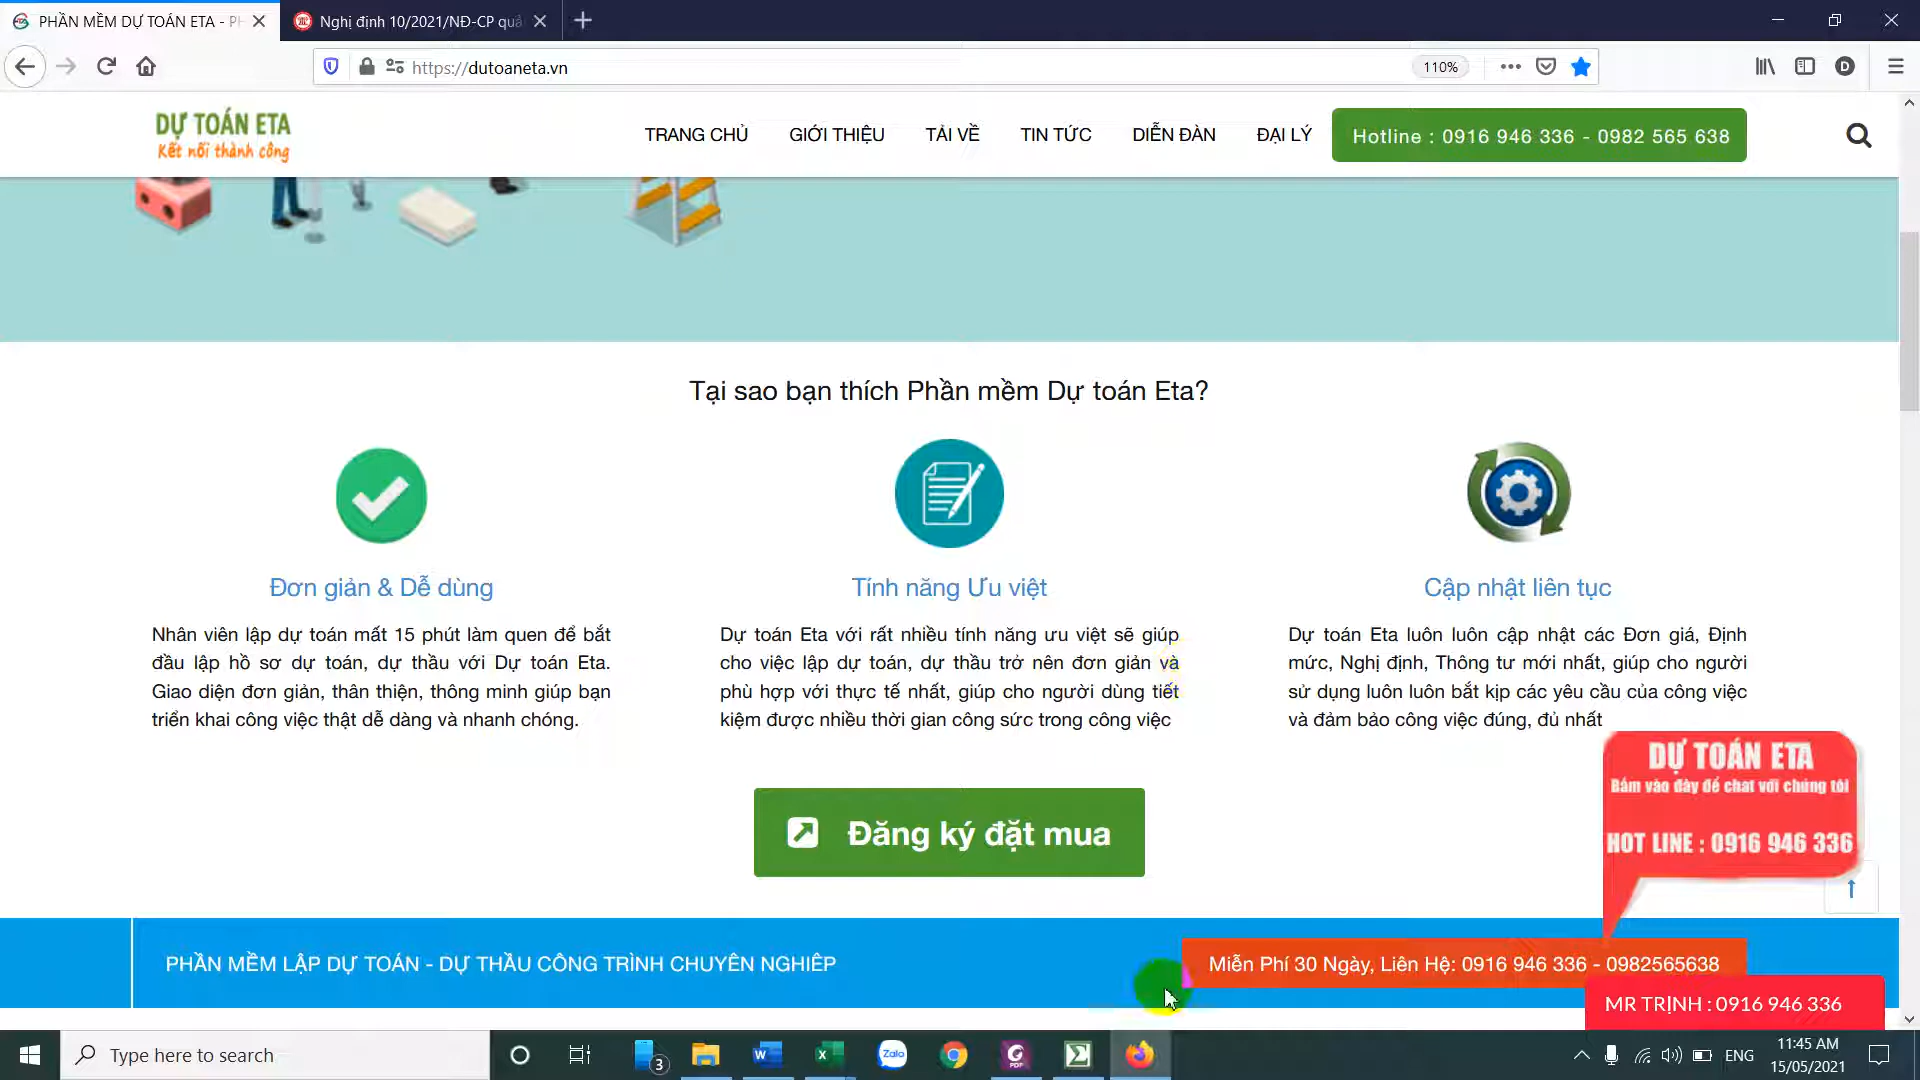 PHẦN MỀM DỰ TOÁN ETA - PH
Nghị định 10/2021/NĐ-CP quả
https://dutoaneta.vn
110%
D
DỰ TOÁN ETA
Kết nối thành công
TRANG CHỦ
GIỚI THIỆU
TẢI VỀ
TIN TỨC
DIỄN ĐÀN
ĐẠI LÝ
Hotline : 0916 946 336 - 0982 565 638
Tại sao bạn thích Phần mềm Dự toán Eta?
Đơn giản & Dễ dùng
Nhân viên lập dự toán mất 15 phút làm quen để bắt
đầu lập hồ sơ dự toán, dự thầu với Dự toán Eta.
Giao diện đơn giản, thân thiện, thông minh giúp bạn
triển khai công việc thật dễ dàng và nhanh chóng.
Tính năng Ưu việt
Dự toán Eta với rất nhiều tính năng ưu việt sẽ giúp
cho việc lập dự toán, dự thầu trở nên đơn giản và
phù hợp với thực tế nhất, giúp cho người dùng tiết
kiệm được nhiều thời gian công sức trong công việc
Cập nhật liên tục
Dự toán Eta luôn luôn cập nhật các Đơn giá, Định
mức, Nghị định, Thông tư mới nhất, giúp cho người
sử dụng luôn luôn bắt kịp các yêu cầu của công việc
và đảm bảo công việc đúng, đủ nhất
Đăng ký đặt mua
DỰ TOÁN ETA
Bấm vào đây để chat với chúng tôi
HOT LINE : 0916 946 336
PHẦN MỀM LẬP DỰ TOÁN - DỰ THẦU CÔNG TRÌNH CHUYÊN NGHIÊP
Miễn Phí 30 Ngày, Liên Hệ: 0916 946 336 - 0982565638
MR TRỊNH : 0916 946 336
Type here to search
3
Zalo
PDF
ENG
11:45 AM
15/05/2021